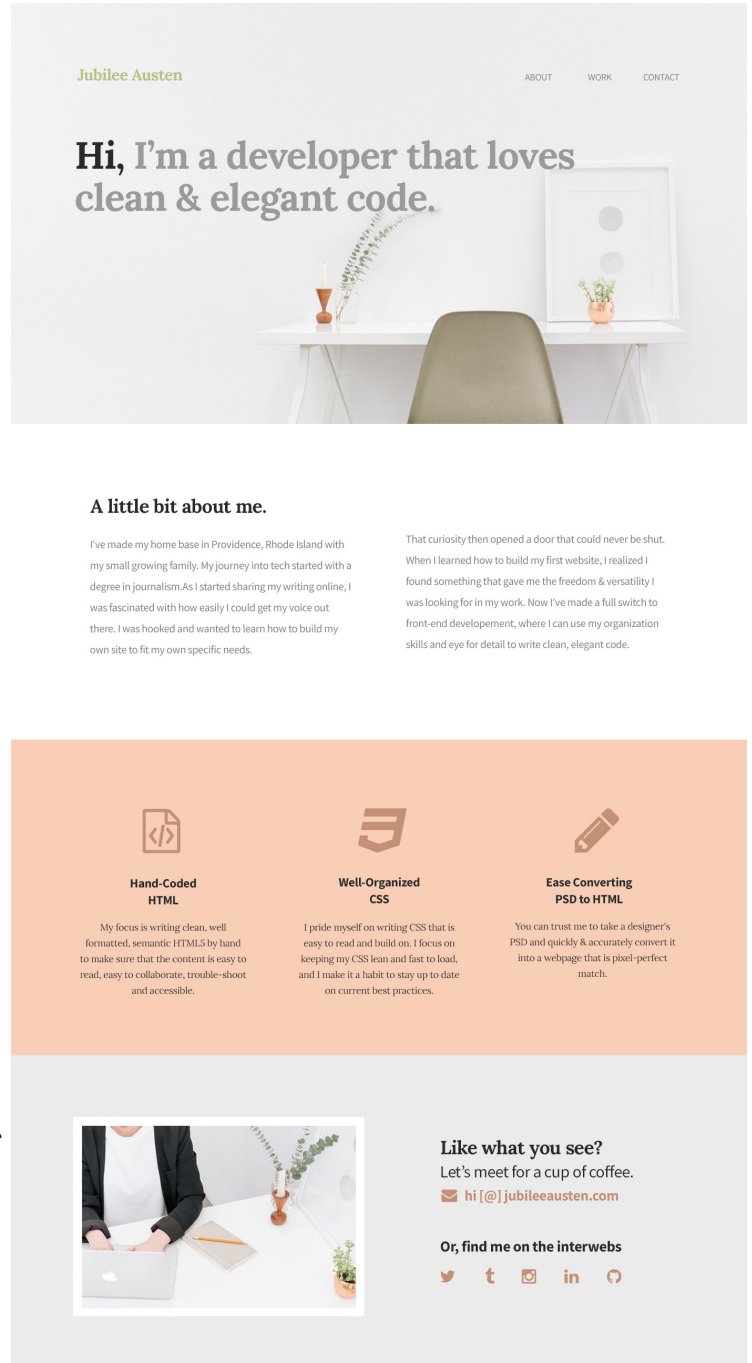 Jubilee Austen
ABOUT WORK CONTACT
Hi, I’m a developer that loves
clean & elegant code.
A little bit about me.
I've made my home base in Providence, Rhode Island with
my small growing family. My journey into tech started with a
degree in journalism.As I started sharing my writing online, I
was fascinated with how easily I could get my voice out
there. I was hooked and wanted to learn how to build my
own site to fit my own specific needs.
That curiosity then opened a door that could never be shut.
When I learned how to build my first website, I realized I
found something that gave me the freedom & versatility I
was looking for in my work. Now I've made a full switch to
front-end developement, where I can use my organization
skills and eye for detail to write clean, elegant code.
Hand-Coded
HTML
My focus is writing clean, well
formatted, semantic HTML5 by hand
to make sure that the content is easy to
read, easy to collaborate, trouble-shoot
and accessible.
Well-Organized
CSS
I pride myself on writing CSS that is
easy to read and build on. I focus on
keeping my CSS lean and fast to load,
and I make it a habit to stay up to date
on current best practices.
Ease Converting
PSD to HTML
You can trust me to take a designer's
PSD and quickly & accurately convert it
into a webpage that is pixel-perfect
match.
Like what you see?
Let’s meet for a cup of coffee.
hi [@] jubileeausten.com
Or, find me on the interwebs